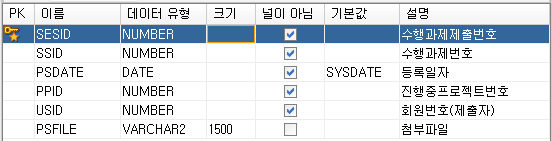 PK 이름 데이터 유형 크기 널이 아님 기본값 설명
SESID NUMBER 수행과제제출번호
SSID NUMBER 수행과제번호
PSDATE DATE SYSDATE 등록일자
PPID NUMBER 진행중프로젝트번호
USID NUMBER 회원번호(제출자)
PSFILE VARCHAR2 1500 첨부파일